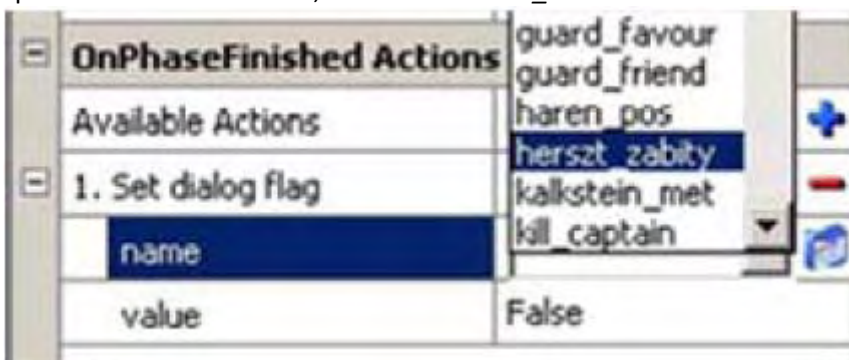 guard_favour
OnPhaseFinished Actions
guard_friend
Available Actions
haren_pos
herszt_zabity
1. Set dialog flag
kalkstein_met
kill_captain
name
value False